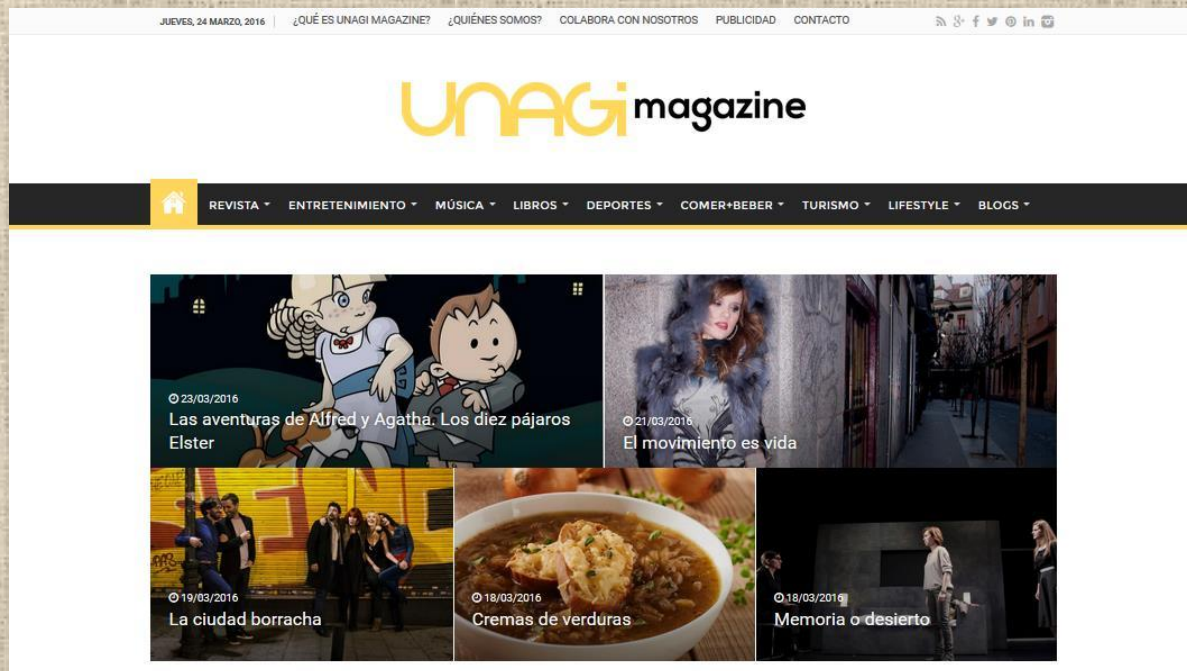 JUEVES, 24 MARZO, 2016 ¿QUÉ ES UNAGI MAGAZINE? ¿QUIÉNES SOMOS? COLABORA CON NOSOTROS PUBLICIDAD CONTACTO
UNAGi magazine
REVISTA ENTRETENIMIENTO MÚSICA LIBROS DEPORTES COMER+BEBER TURISMO LIFESTYLE BLOGS
23/03/2016
Las aventuras de Alfred y Agatha. Los diez pájaros
Elster
21/03/2016
El movimiento es vida
19/03/2016
La ciudad borracha
18/03/2016
Cremas de verduras
18/03/2016
Memoria o desierto